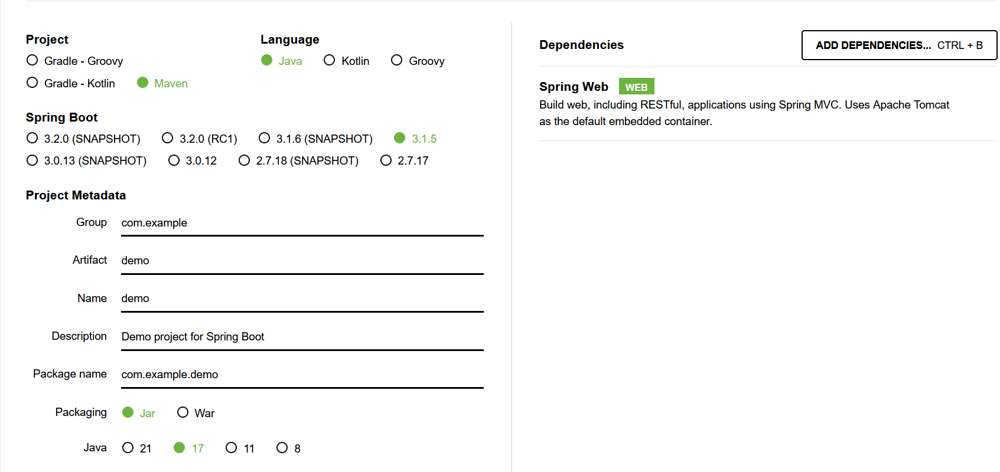 Project
Gradle - Groovy
Gradle - Kotlin Maven
Language
Java Kotlin Groovy
Spring Boot
3.2.0 (SNAPSHOT) 3.2.0 (RC1) 3.1.6 (SNAPSHOT) 3.1.5
3.0.13 (SNAPSHOT) 3.0.12 2.7.18 (SNAPSHOT) 2.7.17
Project Metadata
Group com.example
Artifact demo
Name demo
Description Demo project for Spring Boot
Package name com.example.demo
Packaging Jar War
Java 21 17 11 8
Dependencies ADD DEPENDENCIES... CTRL + B
Spring Web WEB
Build web, including RESTful, applications using Spring MVC. Uses Apache Tomcat
as the default embedded container.